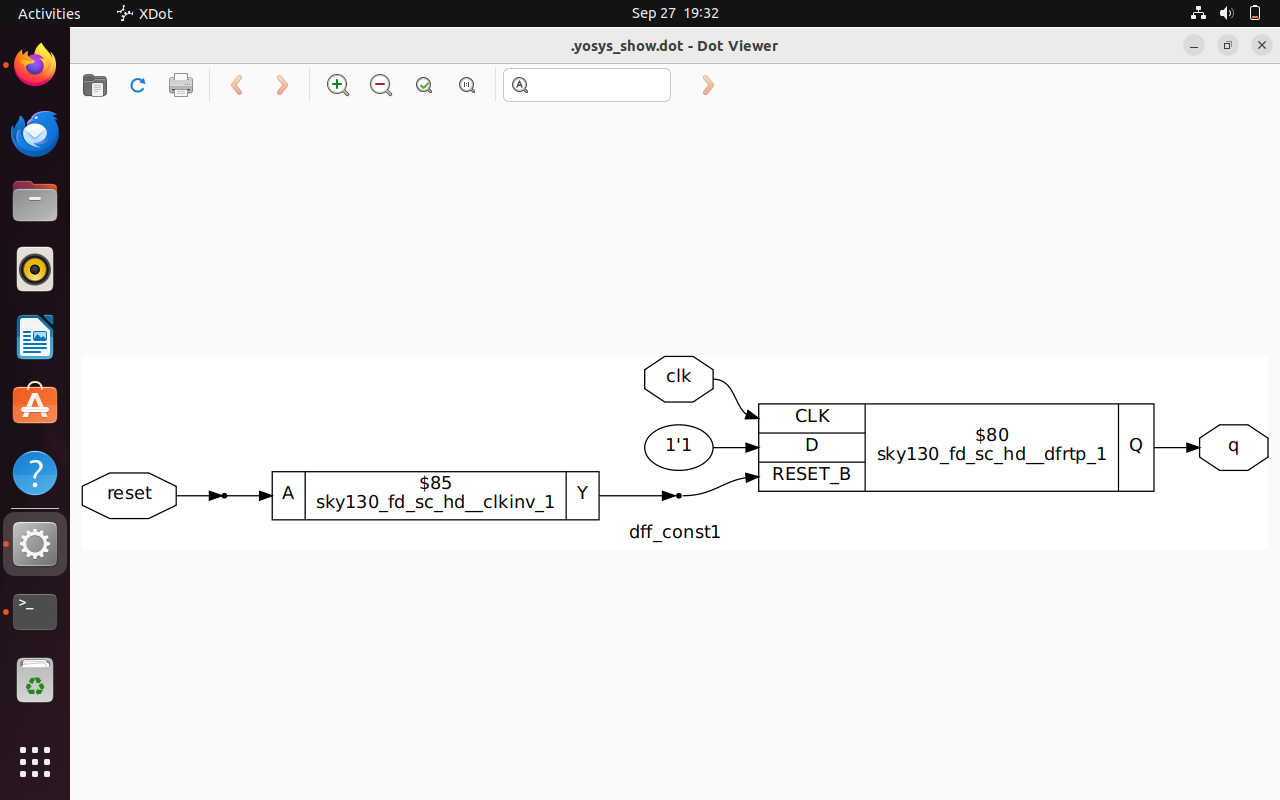 Activities
XDot
Sep 27 19:32
.yosys_show.dot - Dot Viewer
clk
CLK
1'1
D
RESET_B
$80
sky130_fd_sc_hd__dfrtp_1
Q
q
reset
A
$85
sky130_fd_sc_hd__clkinv_1
Y
dff_const1